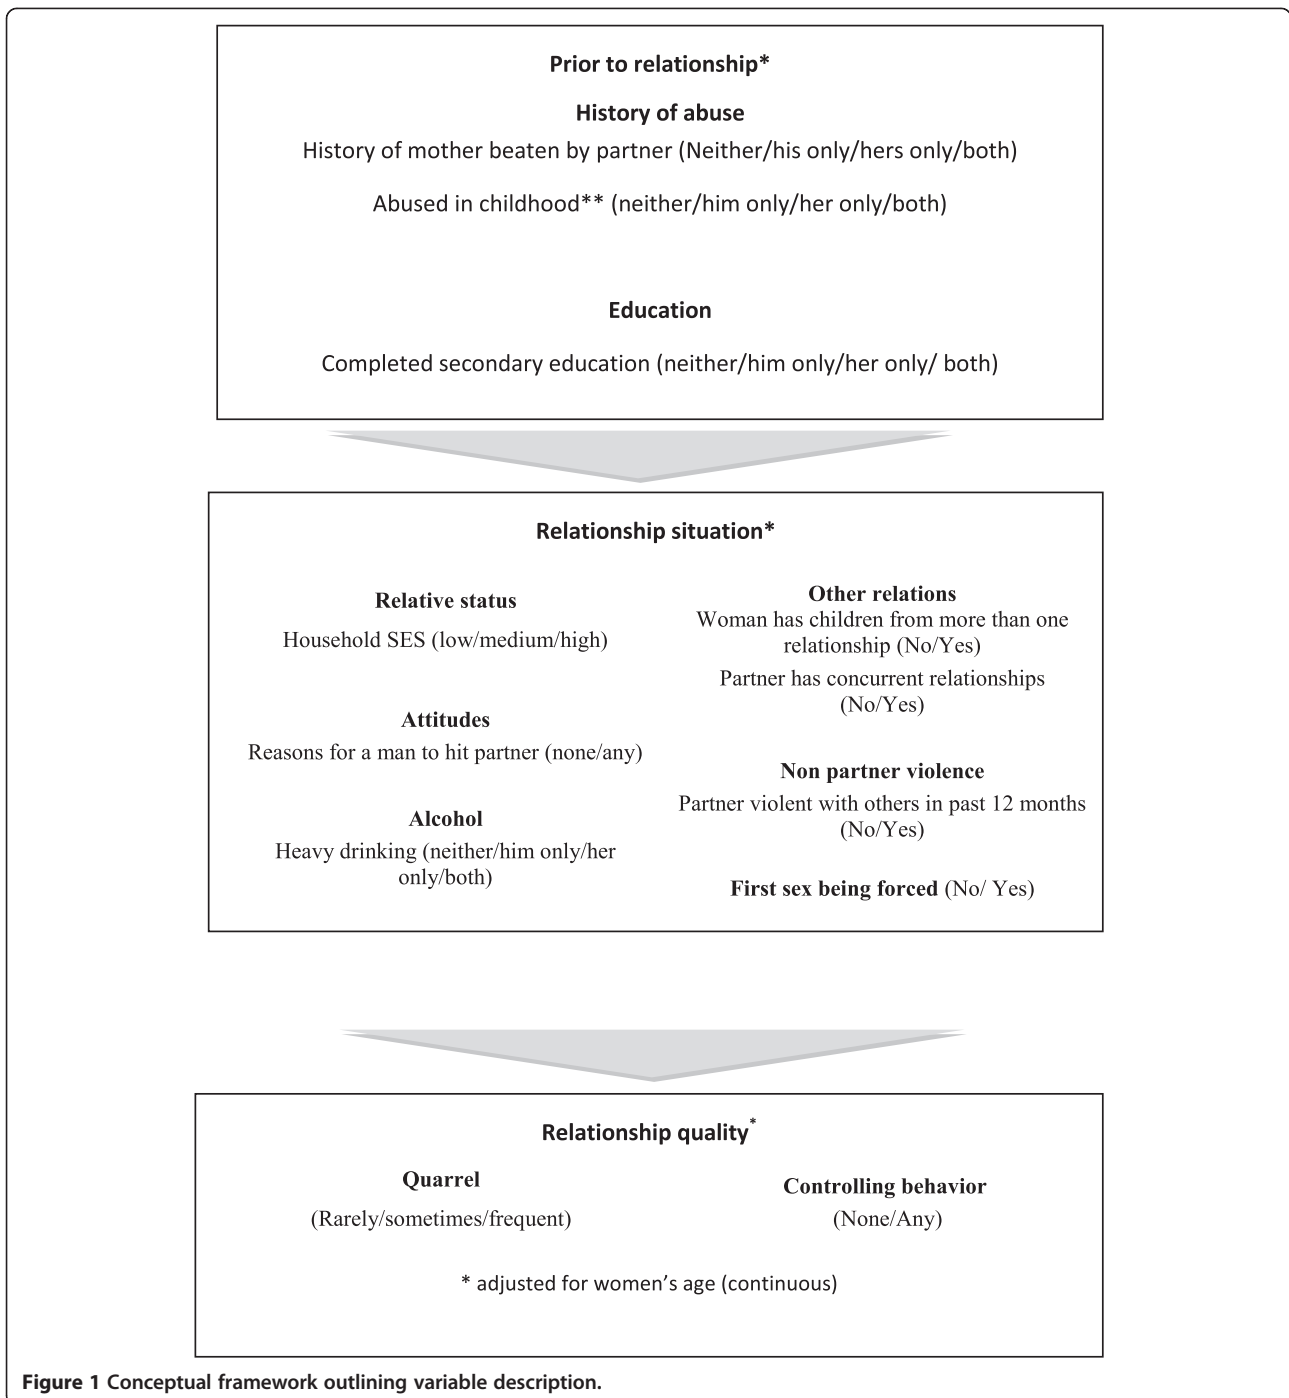 Prior to relationship*
History of abuse
History of mother beaten by partner (Neither/his only/hers only/both)
Abused in childhood** (neither/him only/her only/both)
Education
Completed secondary education (neither/him only/her only/ both)
Relationship situation*
Relative status
Household SES (low/medium/high)
Attitudes
Reasons for a man to hit partner (none/any)
Alcohol
Heavy drinking (neither/him only/her
only/both)
Other relations
Woman has children from more than one
relationship (No/Yes)
Partner has concurrent relationships
(No/Yes)
Non partner violence
Partner violent with others in past 12 months
(No/Yes)
First sex being forced (No/ Yes)
Relationship quality*
Quarrel
(Rarely/sometimes/frequent)
Controlling behavior
(None/Any)
* adjusted for women’s age (continuous)
Figure 1 Conceptual framework outlining variable description.